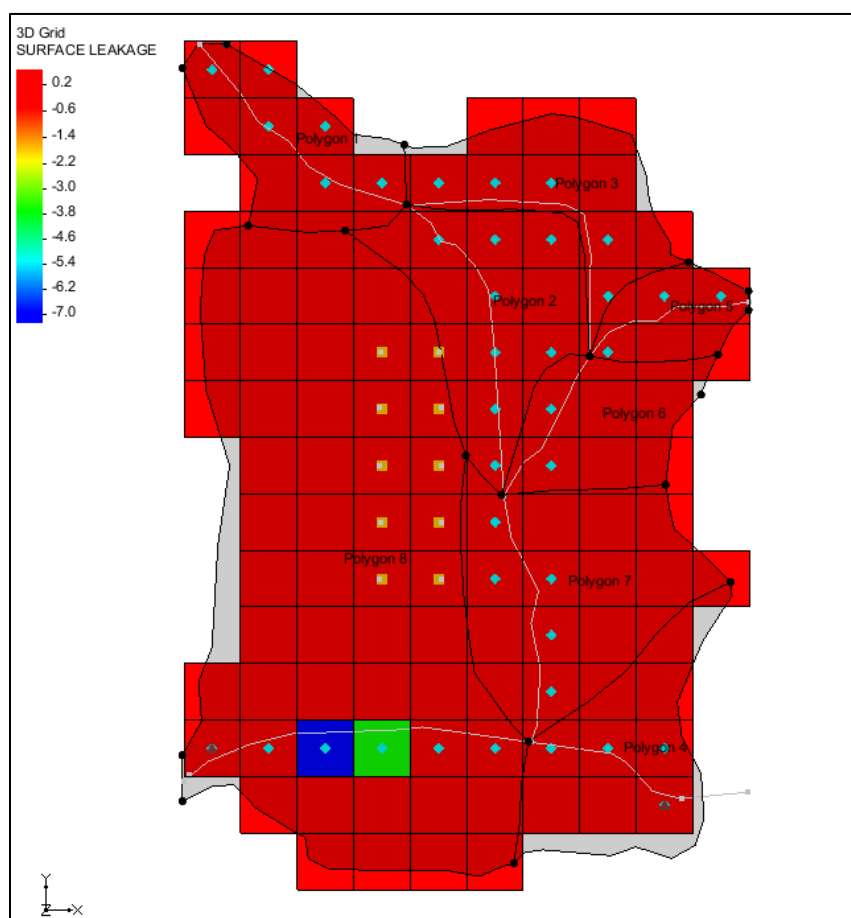 3D Grid
SURFACE LEAKAGE
0.2
-0.6
-1.4
-2.2
-3.0
-3.8
-4.6
-5.4
-6.2
-7.0
Polygon 1
Polygon 3
Polygon 2
Polygon 5
Polygon 6
Polygon 8
Polygon 7
Polygon 4
Y
Z X